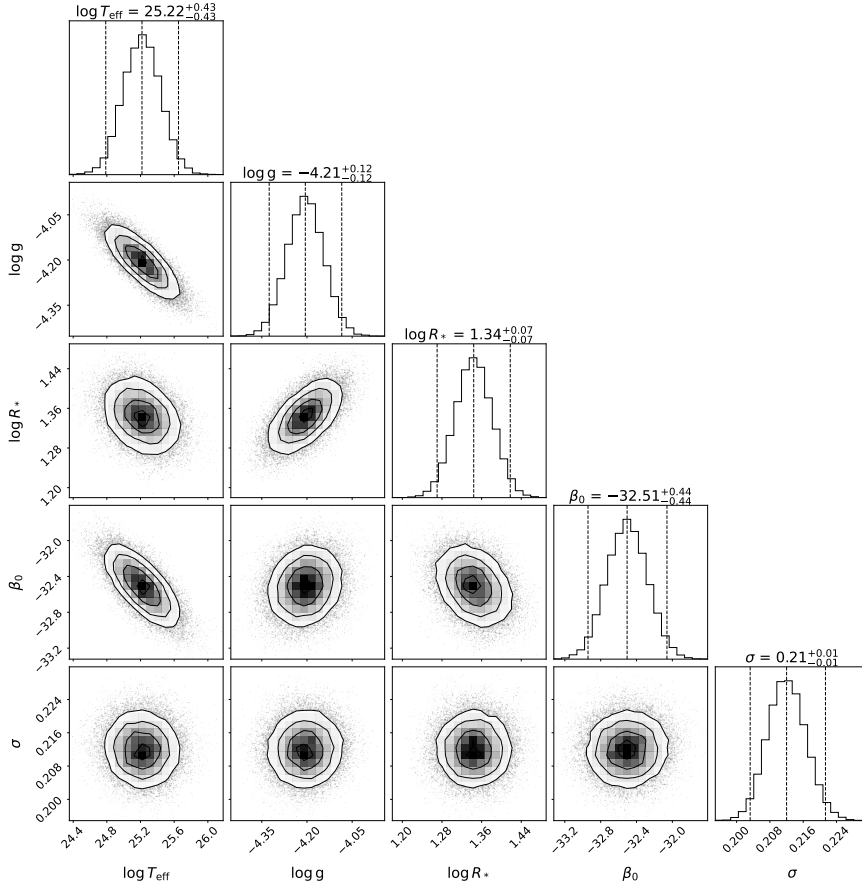 log T_eff = 25.22^{+0.43}_{−0.43}
log g = −4.21^{+0.12}_{−0.12}
−4.05
−4.20
−4.35
log g
log R_* = 1.34^{+0.07}_{−0.07}
1.44
1.36
1.28
1.20
log R_*
β_0 = −32.51^{+0.44}_{−0.44}
−32.0
−32.4
−32.8
−33.2
β_0
σ = 0.21^{+0.01}_{−0.01}
0.224
0.216
0.208
0.200
σ
24.4 24.8 25.2 25.6 26.0 −4.35 −4.20 −4.05 1.20 1.28 1.36 1.44 −33.2 −32.8 −32.4 −32.0 0.200 0.208 0.216 0.224
log T_eff log g log R_* β_0 σ